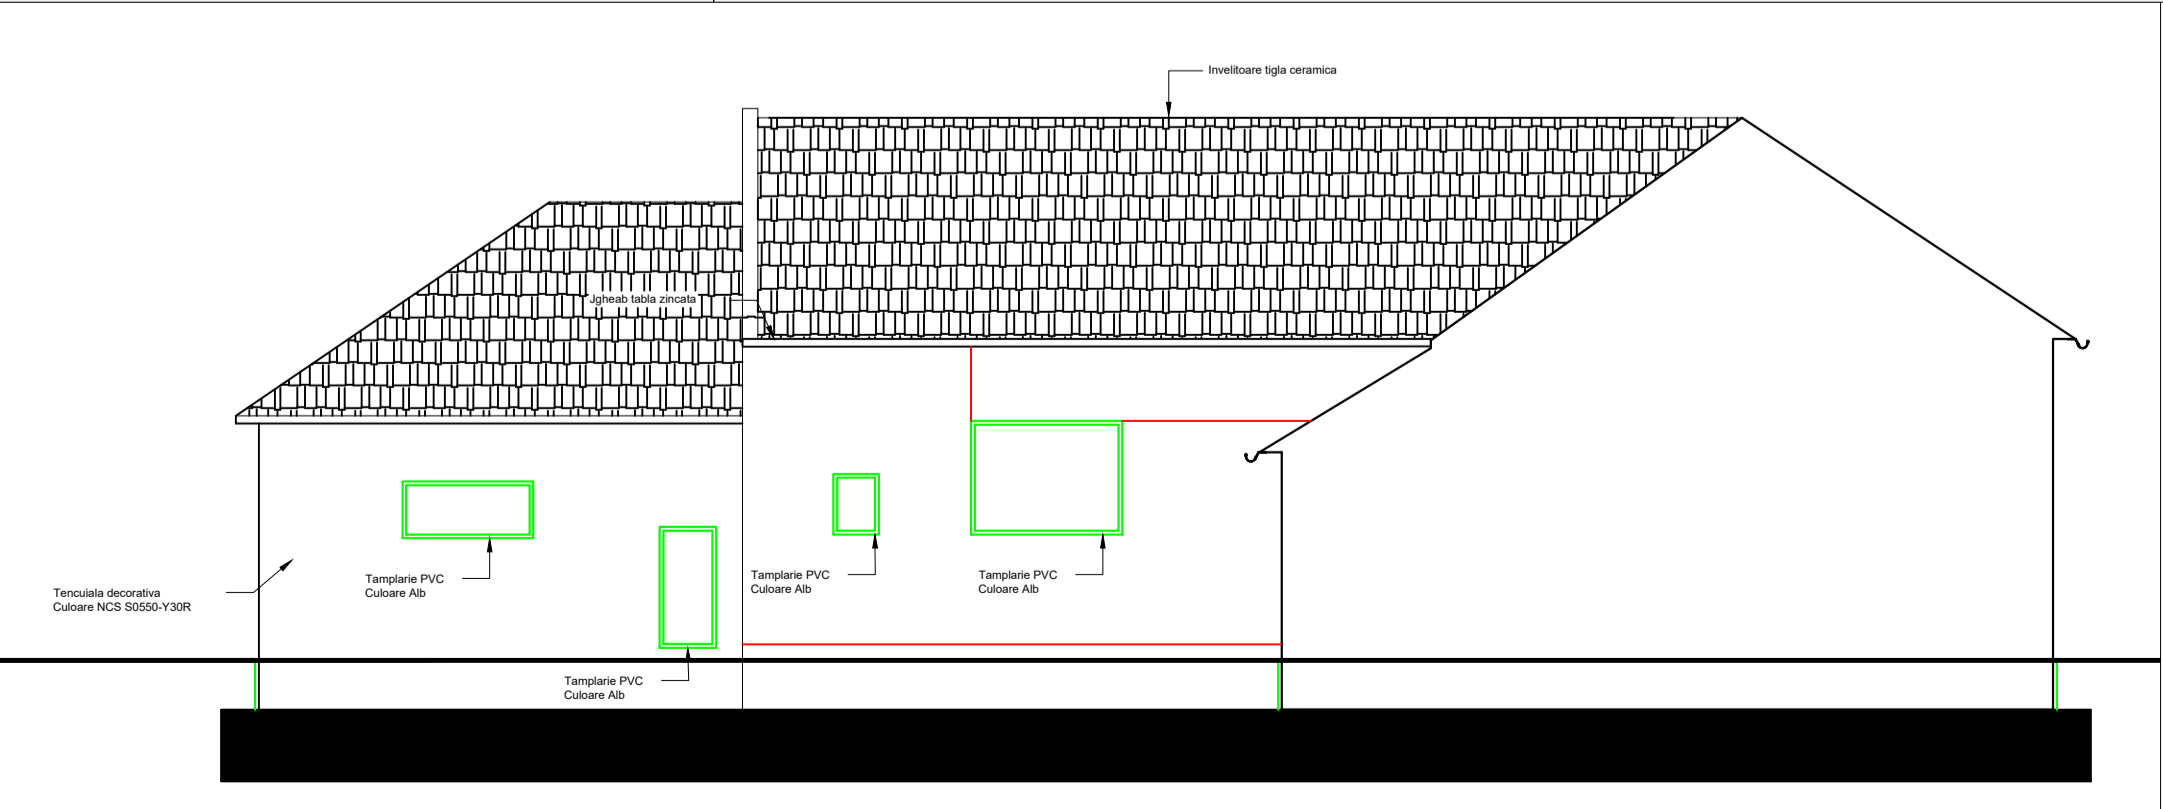 Invelitoare tigla ceramica
Jgheab tabla zincata
Tencuiala decorativa
Culoare NCS S0550-Y30R
Tamplarie PVC
Culoare Alb
Tamplarie PVC
Culoare Alb
Tamplarie PVC
Culoare Alb
Tamplarie PVC
Culoare Alb